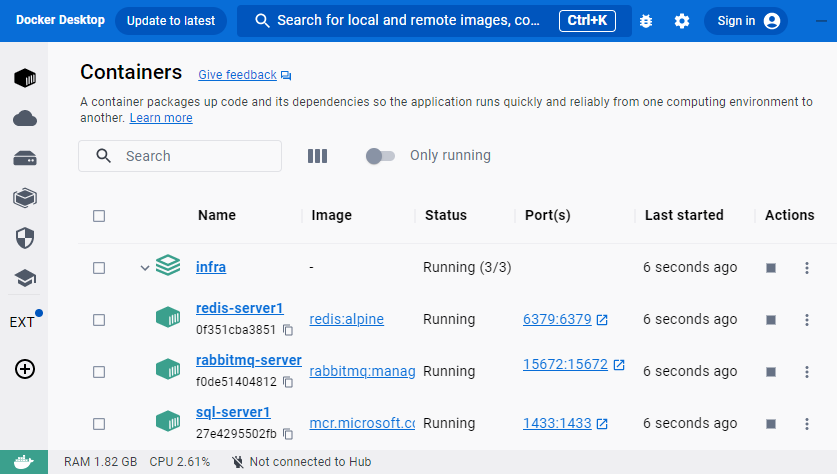 Docker Desktop Update to latest Search for local and remote images, co... Ctrl+K Sign in
Containers Give feedback
A container packages up code and its dependencies so the application runs quickly and reliably from one computing environment to
another. Learn more
Search Only running
Name Image Status Port(s) Last started Actions
infra - Running (3/3) 6 seconds ago
redis-server1
0f351cba3851 redis:alpine Running 6379:6379 6 seconds ago
rabbitmq-server
f0de51404812 rabbitmq:manag Running 15672:15672 6 seconds ago
sql-server1
27e4295502fb mcr.microsoft.co Running 1433:1433 6 seconds ago
EXT
RAM 1.82 GB CPU 2.61% Not connected to Hub